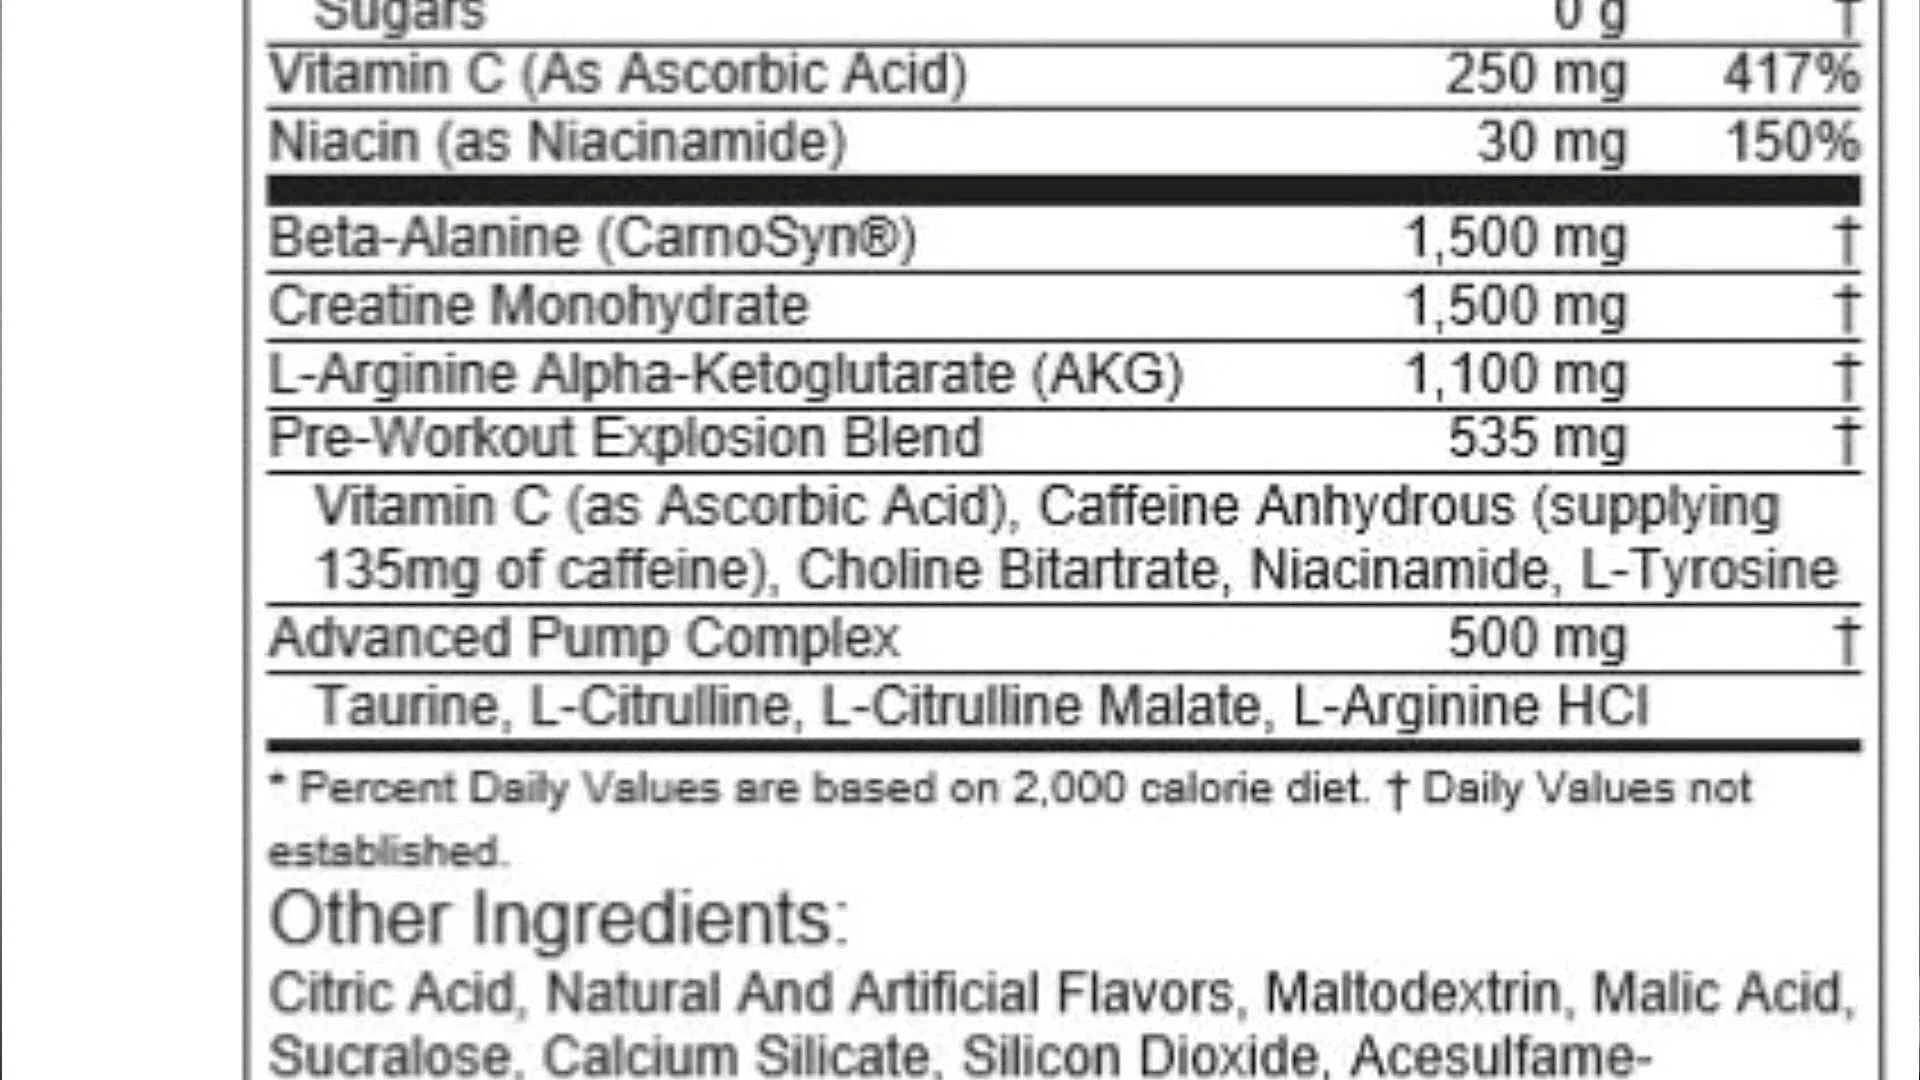 Sugars 0 g †
Vitamin C (As Ascorbic Acid) 250 mg 417%
Niacin (as Niacinamide) 30 mg 150%
Beta-Alanine (CarnoSyn®) 1,500 mg †
Creatine Monohydrate 1,500 mg †
L-Arginine Alpha-Ketoglutarate (AKG) 1,100 mg †
Pre-Workout Explosion Blend 535 mg †
Vitamin C (as Ascorbic Acid), Caffeine Anhydrous (supplying
135mg of caffeine), Choline Bitartrate, Niacinamide, L-Tyrosine
Advanced Pump Complex 500 mg †
Taurine, L-Citrulline, L-Citrulline Malate, L-Arginine HCl
* Percent Daily Values are based on 2,000 calorie diet. † Daily Values not
established.
Other Ingredients:
Citric Acid, Natural And Artificial Flavors, Maltodextrin, Malic Acid,
Sucralose, Calcium Silicate, Silicon Dioxide, Acesulfame-